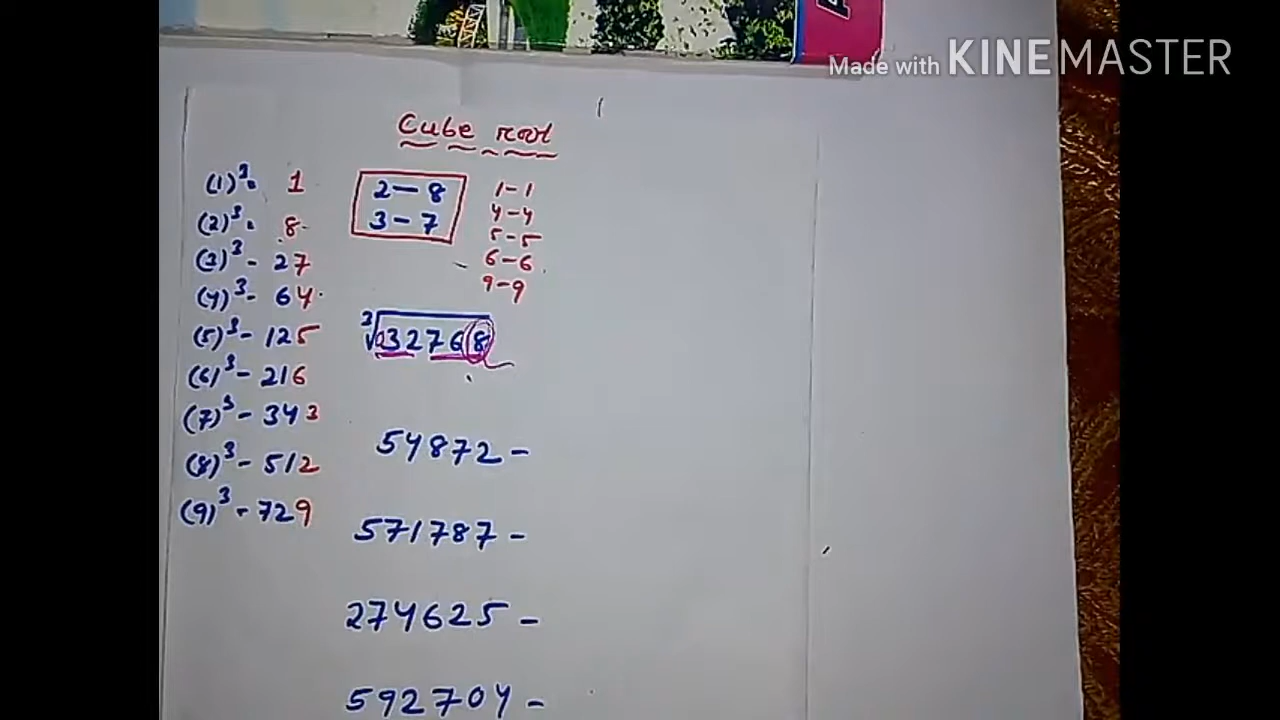 Made with KINEMASTER
Cube root
(1)³ = 1
(2)³ = 8
(3)³ - 27
(4)³ - 64
(5)³ - 125
(6)³ - 216
(7)³ - 343
(8)³ - 512
(9)³ - 729
2 - 8
3 - 7
1 - 1
4 - 4
5 - 5
6 - 6
9 - 9
∛32768
54872 -
571787 -
274625 -
592704 -